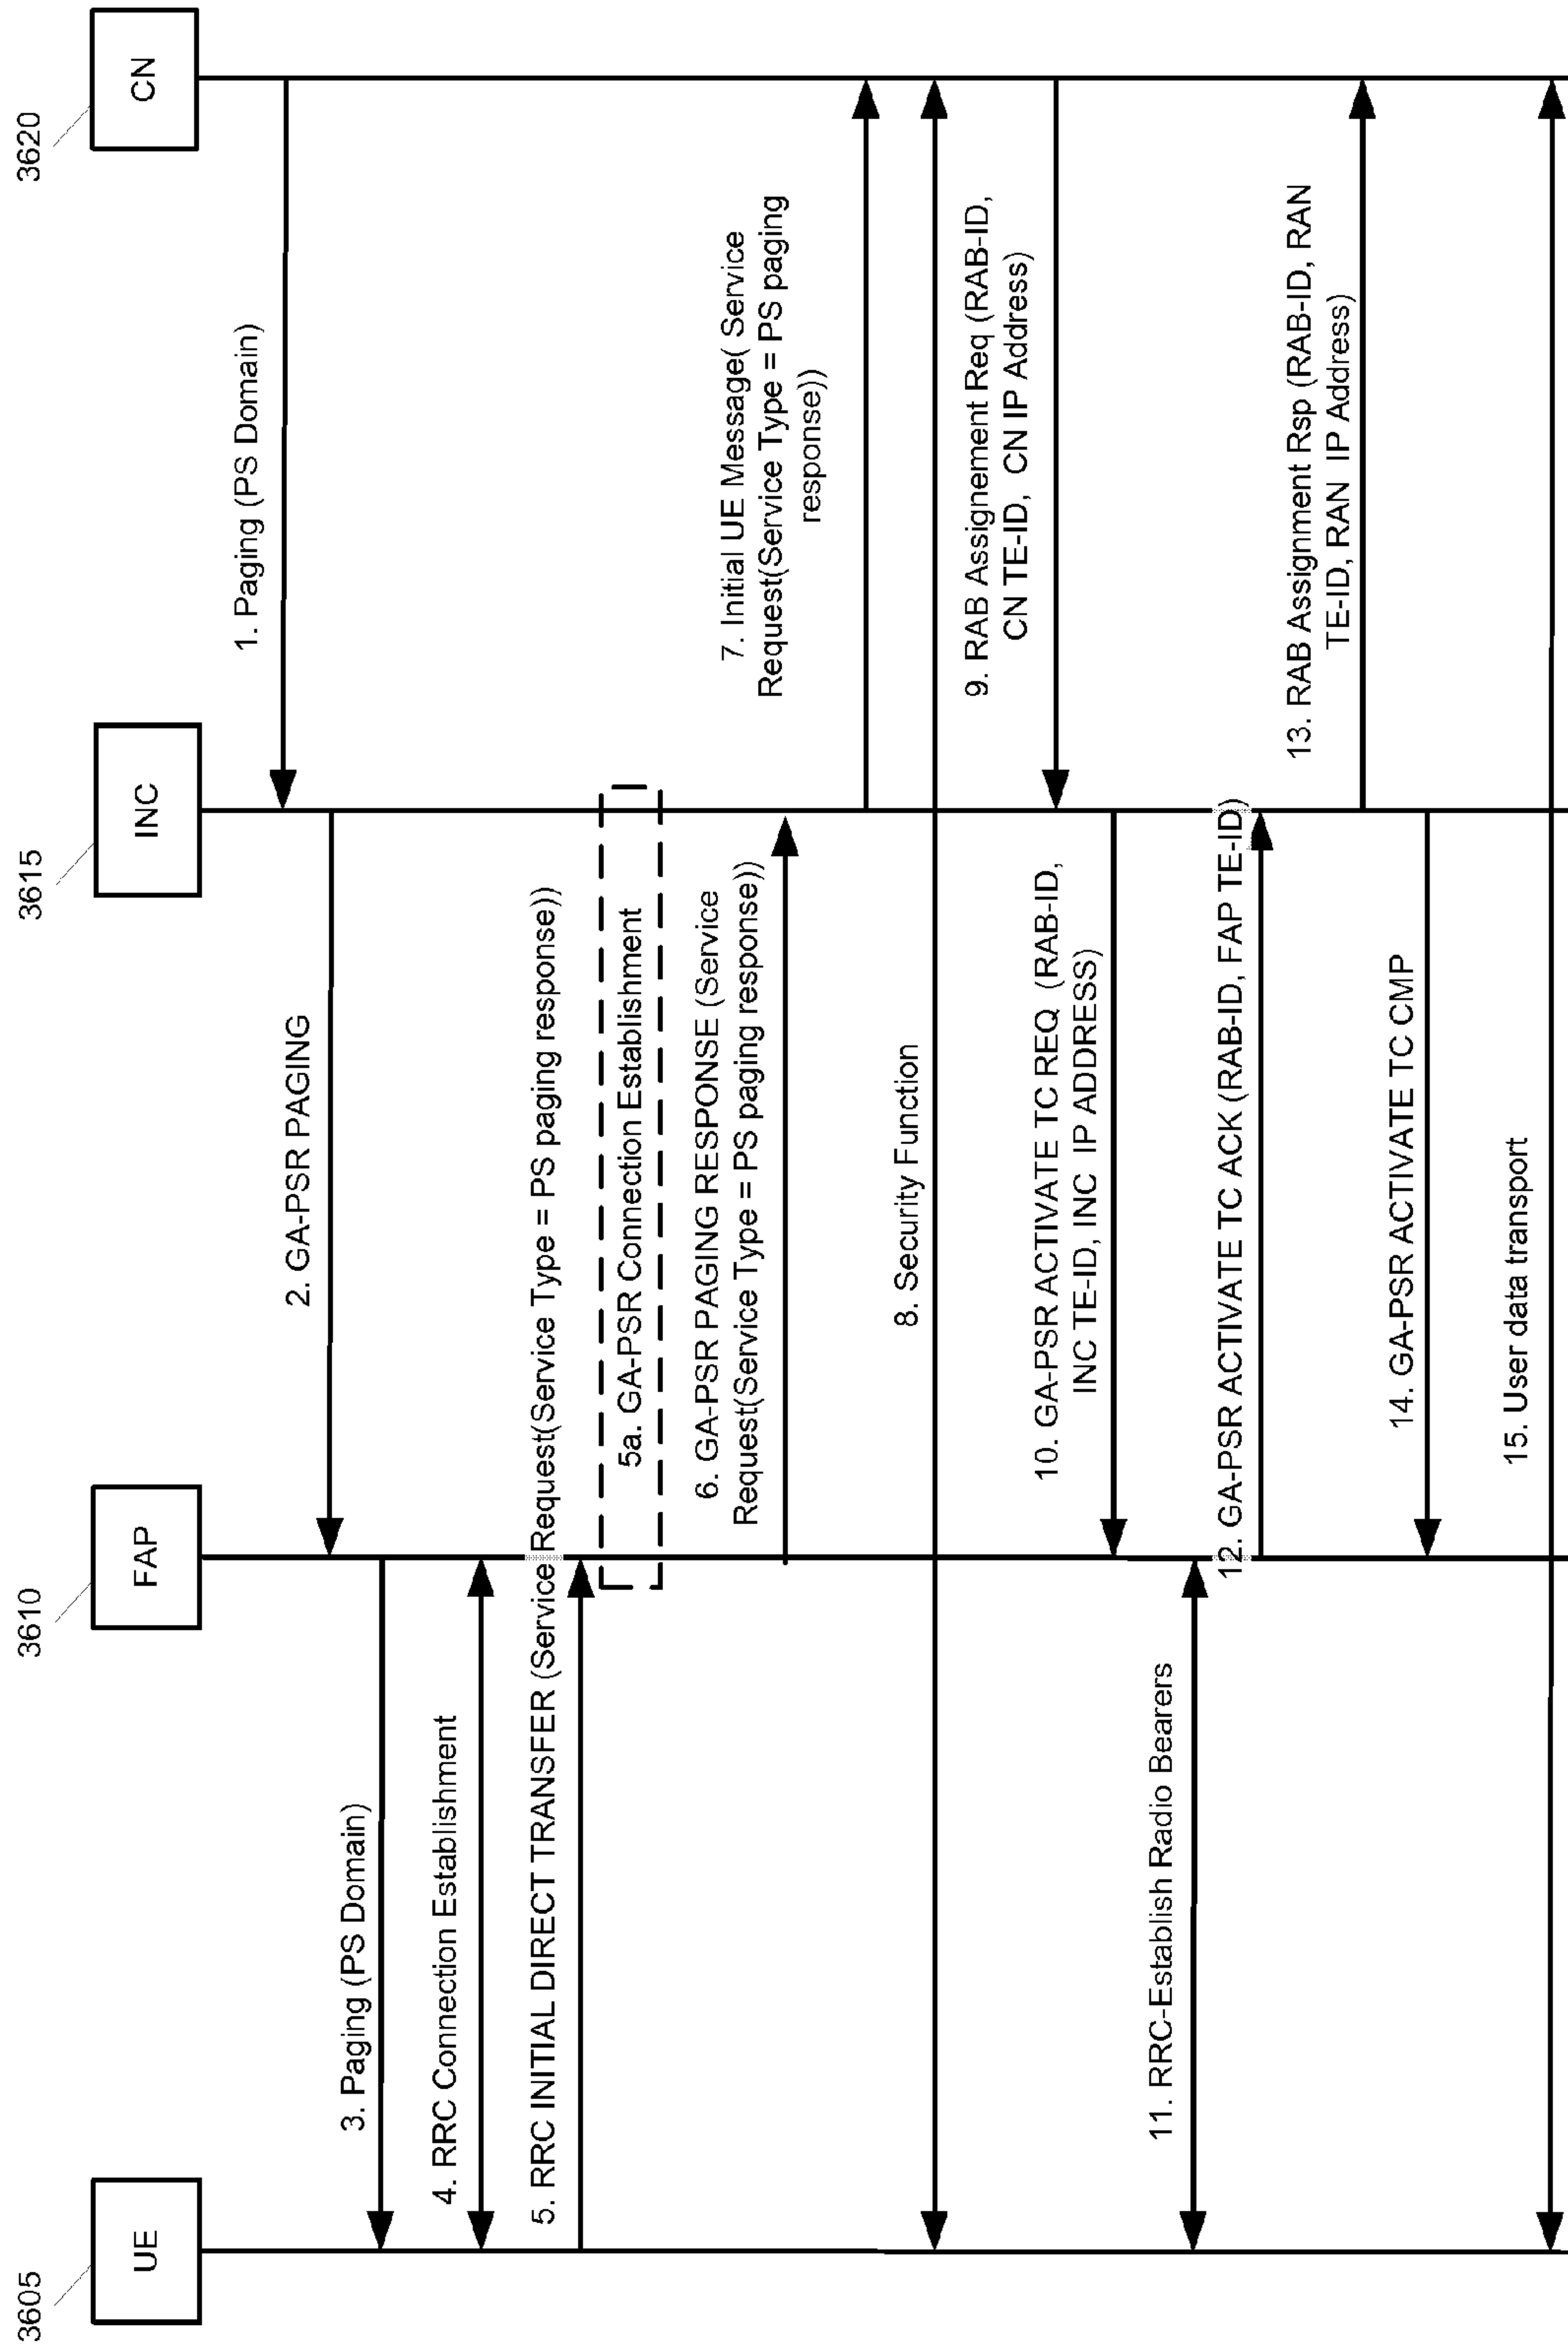 3605
3610
3615
3620
UE
FAP
INC
CN
1. Paging (PS Domain)
2. GA-PSR PAGING
3. Paging (PS Domain)
4. RRC Connection Establishment
5. RRC INITIAL DIRECT TRANSFER (Service Request(Service Type = PS paging response))
5a. GA-PSR Connection Establishment
6. GA-PSR PAGING RESPONSE (Service
Request(Service Type = PS paging response))
7. Initial UE Message( Service
Request(Service Type = PS paging
response))
8. Security Function
9. RAB Assignement Req (RAB-ID,
CN TE-ID, CN IP Address)
10. GA-PSR ACTIVATE TC REQ (RAB-ID,
INC TE-ID, INC IP ADDRESS)
11. RRC-Establish Radio Bearers
12. GA-PSR ACTIVATE TC ACK (RAB-ID, FAP TE-ID)
13. RAB Assignment Rsp (RAB-ID, RAN
TE-ID, RAN IP Address)
14. GA-PSR ACTIVATE TC CMP
15. User data transport